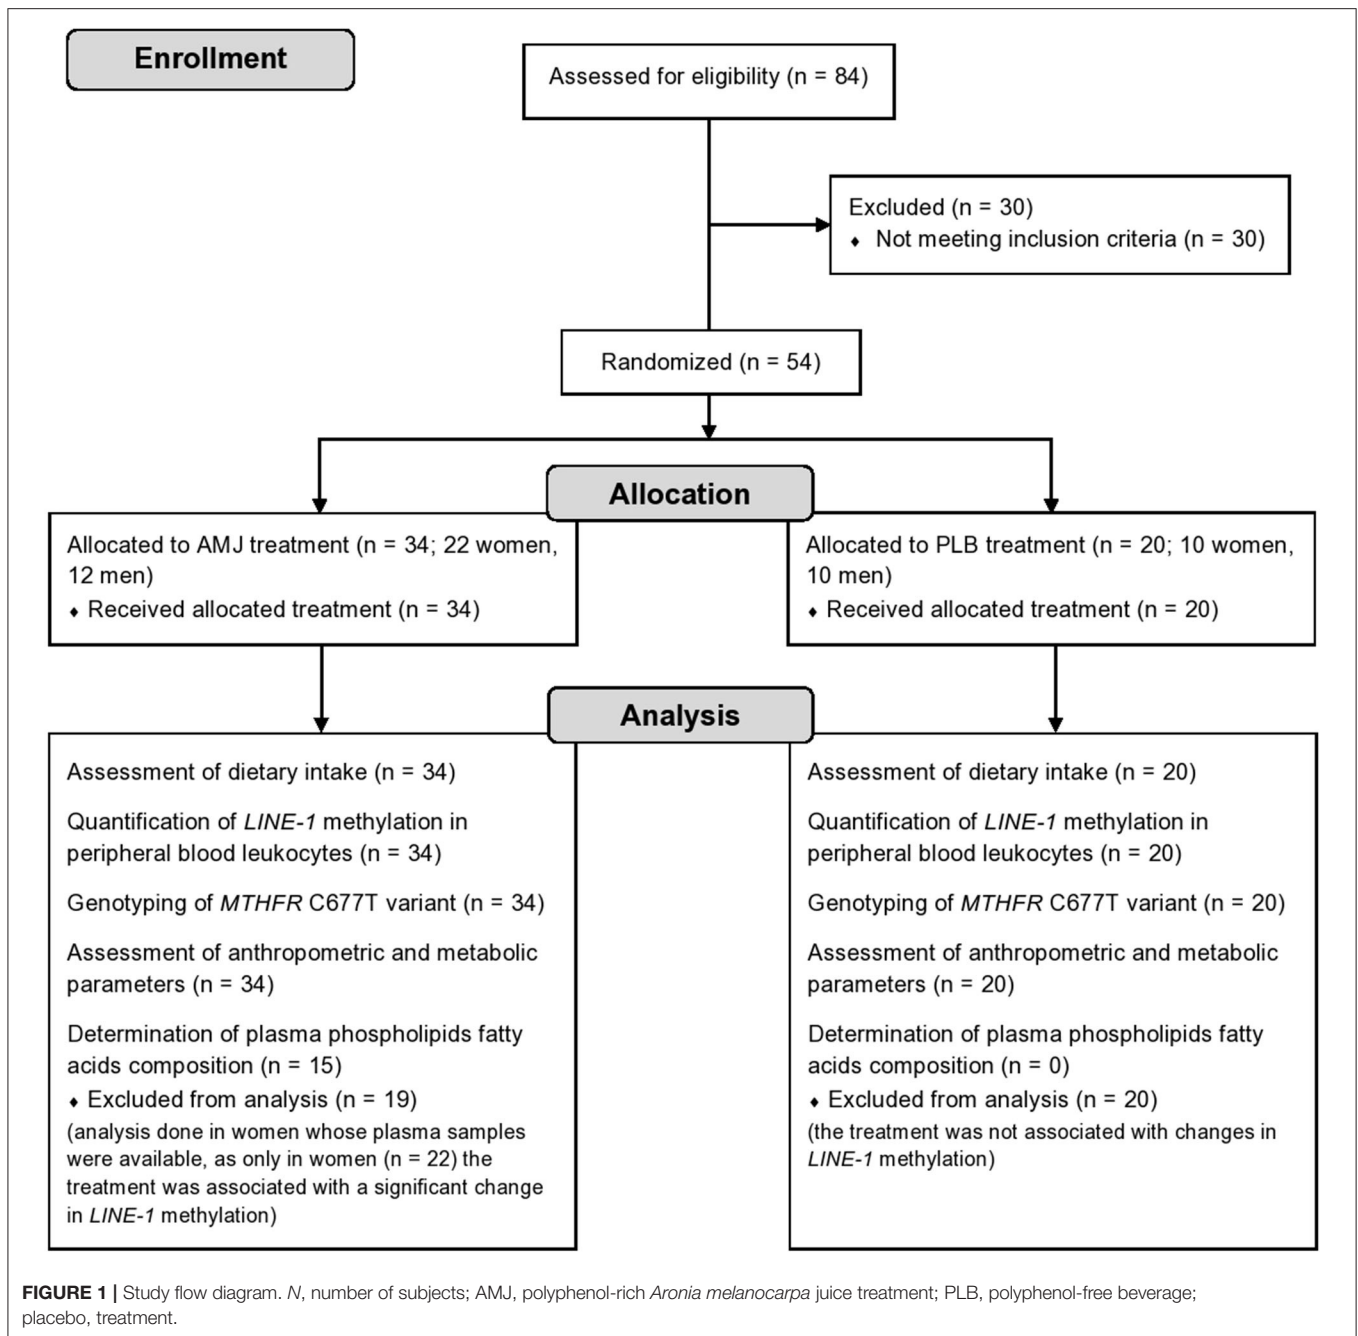 Enrollment
Assessed for eligibility (n = 84)
Excluded (n = 30)
♦ Not meeting inclusion criteria (n = 30)
Randomized (n = 54)
Allocation
Allocated to AMJ treatment (n = 34; 22 women,
12 men)
♦ Received allocated treatment (n = 34)
Allocated to PLB treatment (n = 20; 10 women,
10 men)
♦ Received allocated treatment (n = 20)
Analysis
Assessment of dietary intake (n = 34)
Quantification of LINE-1 methylation in
peripheral blood leukocytes (n = 34)
Genotyping of MTHFR C677T variant (n = 34)
Assessment of anthropometric and metabolic
parameters (n = 34)
Determination of plasma phospholipids fatty
acids composition (n = 15)
♦ Excluded from analysis (n = 19)
(analysis done in women whose plasma samples
were available, as only in women (n = 22) the
treatment was associated with a significant change
in LINE-1 methylation)
Assessment of dietary intake (n = 20)
Quantification of LINE-1 methylation in
peripheral blood leukocytes (n = 20)
Genotyping of MTHFR C677T variant (n = 20)
Assessment of anthropometric and metabolic
parameters (n = 20)
Determination of plasma phospholipids fatty
acids composition (n = 0)
♦ Excluded from analysis (n = 20)
(the treatment was not associated with changes in
LINE-1 methylation)
FIGURE 1 | Study flow diagram. N, number of subjects; AMJ, polyphenol-rich Aronia melanocarpa juice treatment; PLB, polyphenol-free beverage;
placebo, treatment.